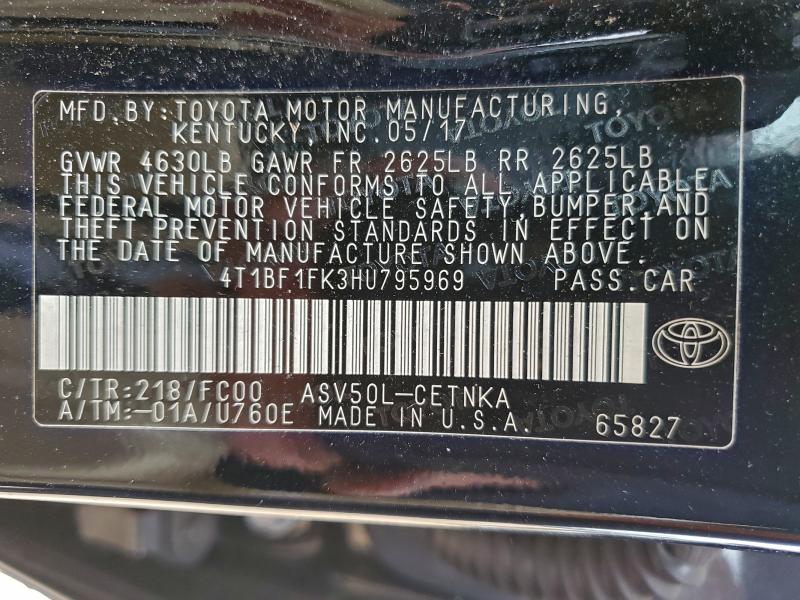 MFD.BY:TOYOTA MOTOR MANUFACTURING,
KENTUCKY,INC.05/17
GVWR 4630LB GAWR FR 2625LB RR 2625LB
THIS VEHICLE CONFORMS TO ALL APPLICABLE
FEDERAL MOTOR VEHICLE SAFETY,BUMPER,AND
THEFT PREVENTION STANDARDS IN EFFECT ON
THE DATE OF MANUFACTURE SHOWN ABOVE.
4T1BF1FK3HU795969 PASS.CAR
C/TR:218/FC00 ASV50L-CETNKA
A/TM:-01A/U760E MADE IN U.S.A. 65827